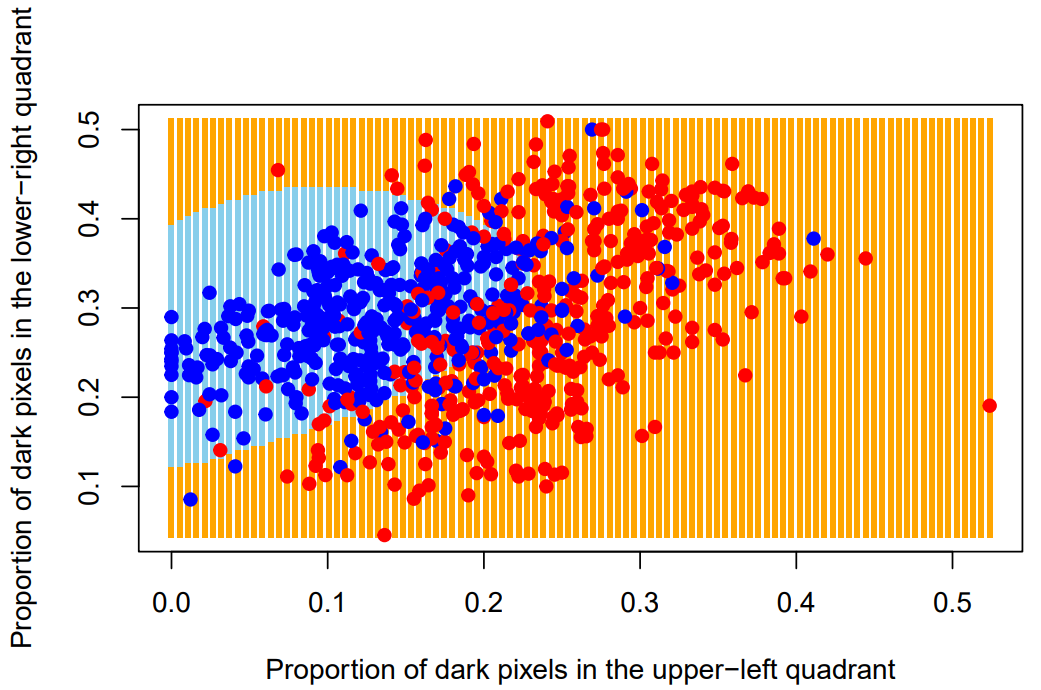 Proportion of dark pixels in the lower−right quadrant
0.5
0.4
0.3
0.2
0.1
0.0 0.1 0.2 0.3 0.4 0.5
Proportion of dark pixels in the upper−left quadrant